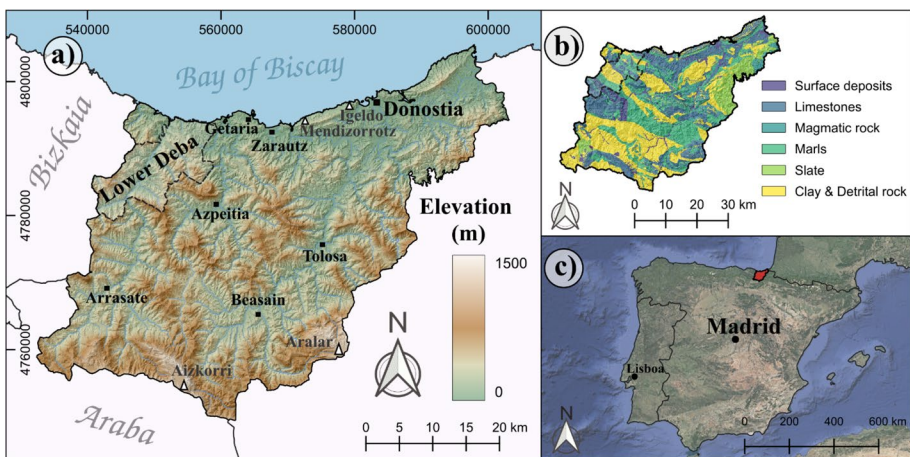 540000
560000
580000
600000
4800000
4780000
4760000
a)
Bay of Biscay
Bizkaia
Araba
Igeldo
Donostia
Getaria
Mendizorrotz
Zarautz
Lower Deba
Azpeitia
Tolosa
Arrasate
Beasain
Aralar
Aizkorri
Elevation
(m)
1500
0
N
0 5 10 15 20 km
b)
Surface deposits
Limestones
Magmatic rock
Marls
Slate
Clay & Detrital rock
N
0 10 20 30 km
c)
Madrid
Lisboa
N
0 200 400 600 km